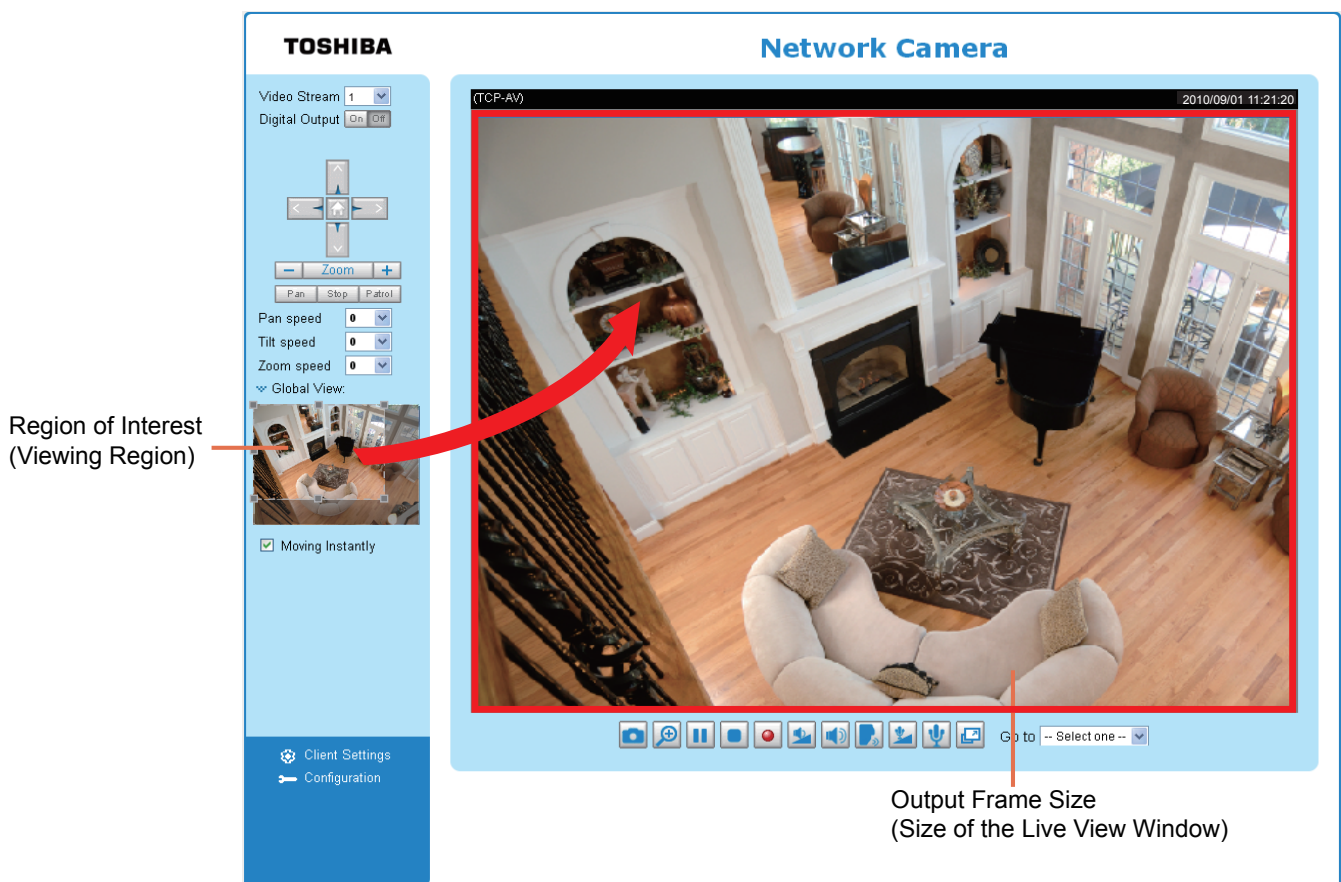 TOSHIBA
Network Camera
Video Stream 1
Digital Output On Off
(TCP-AV)
2010/09/01 11:21:20
Zoom
Pan Stop Patrol
Pan speed 0
Tilt speed 0
Zoom speed 0
Global View:
Region of Interest
(Viewing Region)
Moving Instantly
Go to -- Select one --
Client Settings
Configuration
Output Frame Size
(Size of the Live View Window)